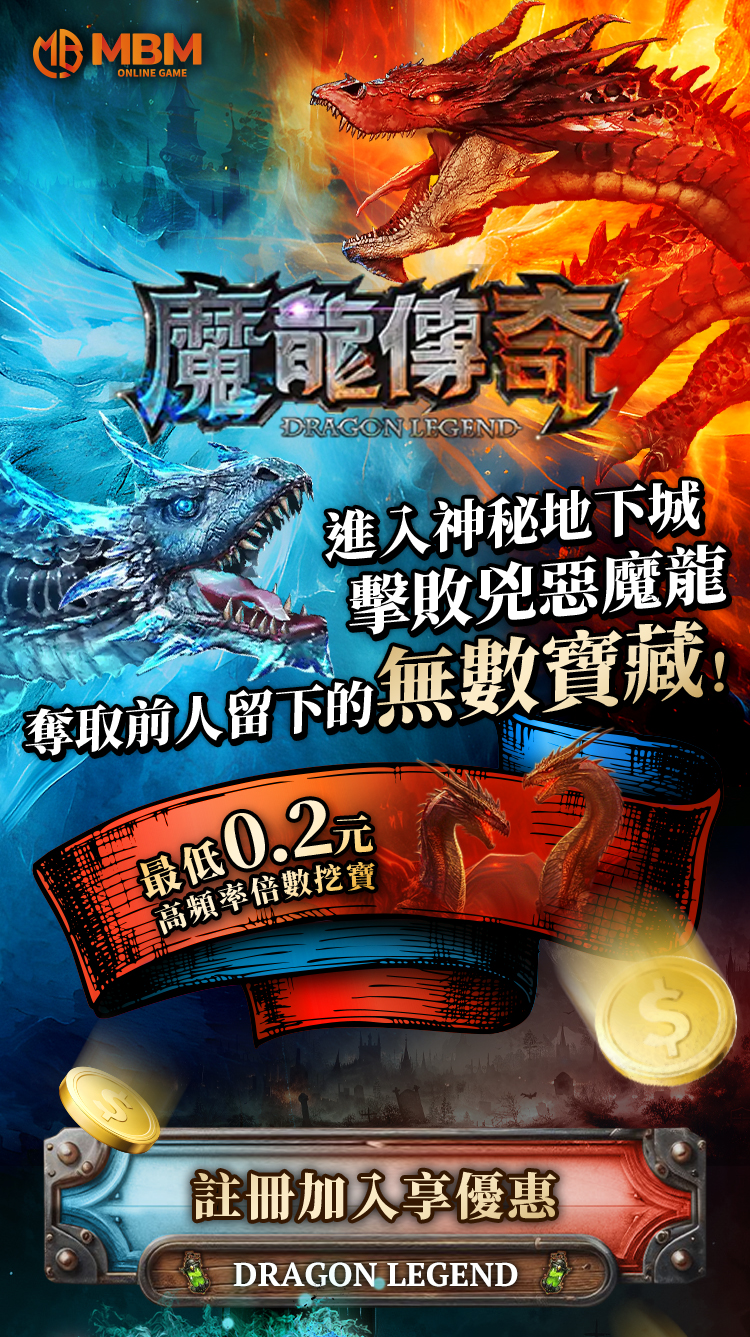 MBM
ONLINE GAME
魔龍傳奇
DRAGON LEGEND
進入神秘地下城
擊敗兇惡魔龍
奪取前人留下的無數寶藏!
最低0.2元
高頻率倍數挖寶
註冊加入享優惠
DRAGON LEGEND